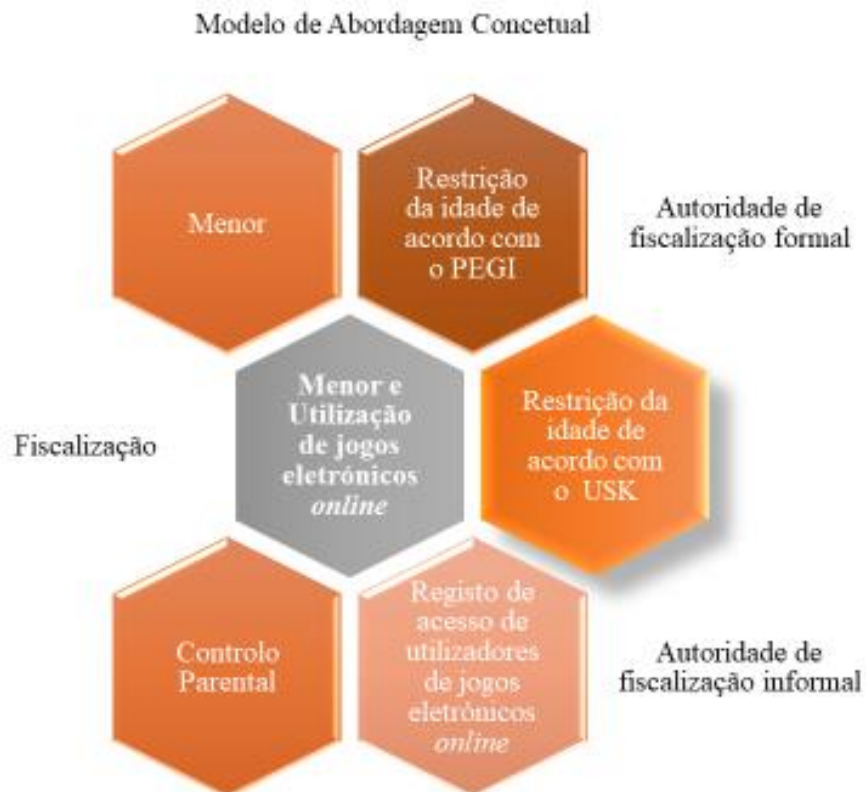 Modelo de Abordagem Concetual
Menor
Restrição
da idade de
acordo com
o PEGI
Autoridade de
fiscalização formal
Fiscalização
Menor e
Utilização
de jogos
eletrónicos
online
Restrição da
idade de
acordo com
o USK
Controlo
Parental
Registo de
acesso de
utilizadores
de jogos
eletrónicos
online
Autoridade de
fiscalização informal